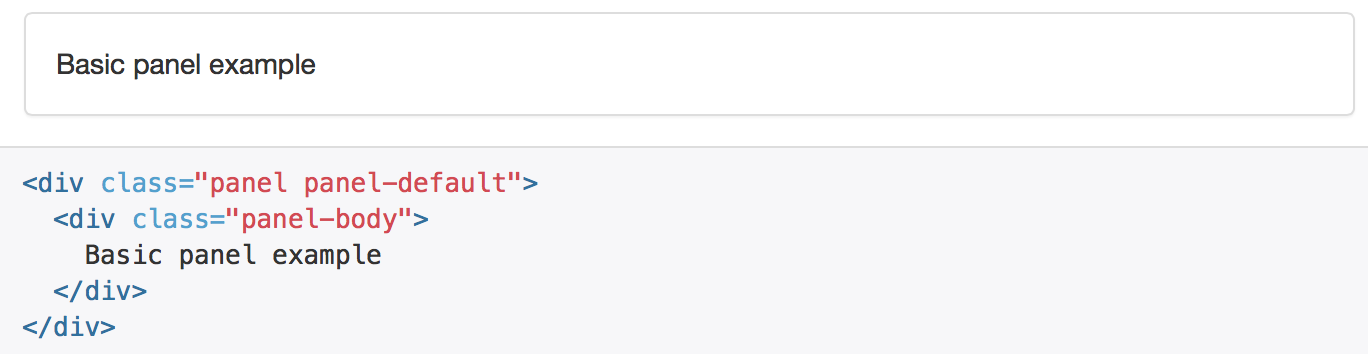 Basic panel example
<div class="panel panel-default">
  <div class="panel-body">
    Basic panel example
  </div>
</div>